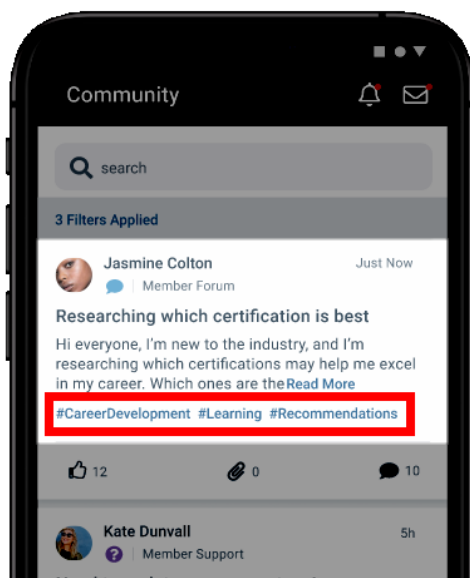 Community
search
3 Filters Applied
Jasmine Colton
Just Now
Member Forum
Researching which certification is best
Hi everyone, I'm new to the industry, and I'm
researching which certifications may help me excel
in my career. Which ones are the Read More
#CareerDevelopment #Learning #Recommendations
12
0
10
Kate Dunvall
5h
Member Support